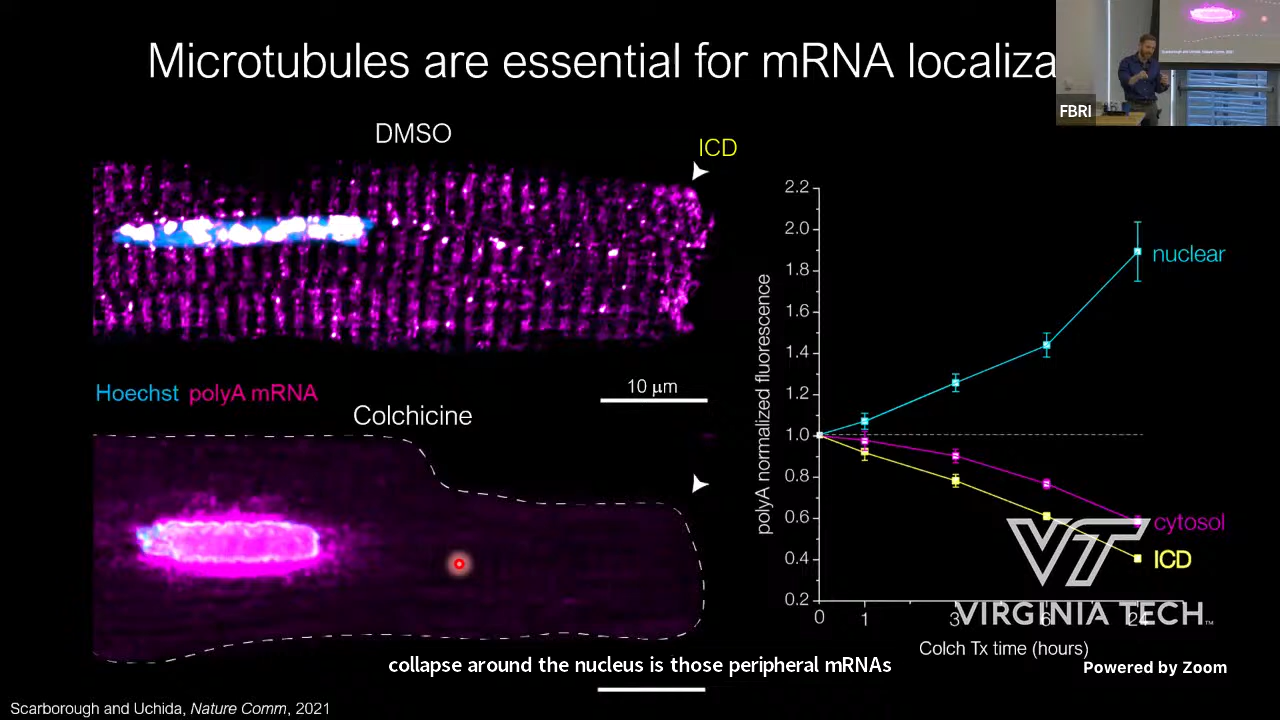 Microtubules are essential for mRNA localiza
FBRI
DMSO
ICD
Hoechst polyA mRNA
10 μm
Colchicine
polyA normalized fluorescence
2.2
2.0
1.8
1.6
1.4
1.2
1.0
0.8
0.6
0.4
0.2
0 1 3 6 24
Colch Tx time (hours)
nuclear
cytosol
ICD
VT
VIRGINIA TECH™
collapse around the nucleus is those peripheral mRNAs
Powered by Zoom
Scarborough and Uchida, Nature Comm, 2021